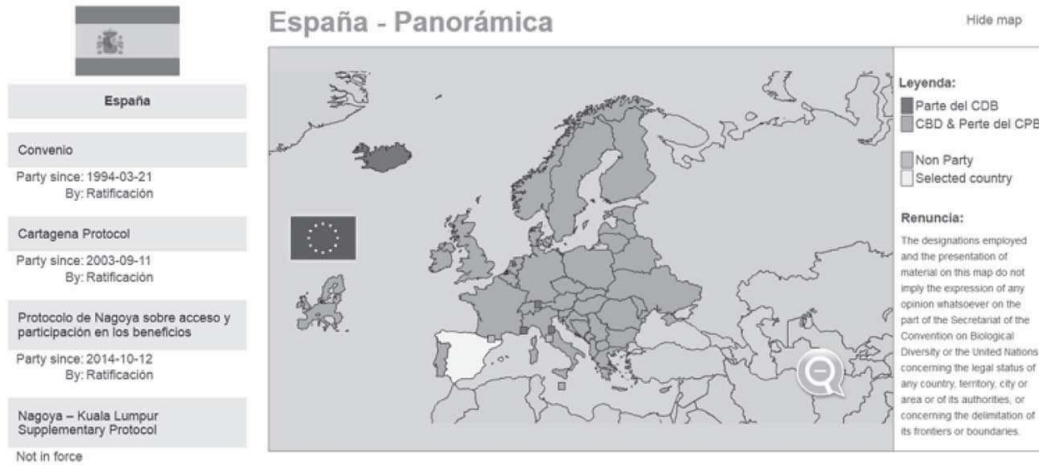 España - Panorámica
Hide map
España
Convenio
Party since: 1994-03-21
By: Ratificación
Cartagena Protocol
Party since: 2003-09-11
By: Ratificación
Protocolo de Nagoya sobre acceso y
participación en los beneficios
Party since: 2014-10-12
By: Ratificación
Nagoya – Kuala Lumpur
Supplementary Protocol
Not in force
Leyenda:
Parte del CDB
CBD & Perte del CPB
Non Party
Selected country
Renuncia:
The designations employed
and the presentation of
material on this map do not
imply the expression of any
opinion whatsoever on the
part of the Secretariat of the
Convention on Biological
Diversity or the United Nations
concerning the legal status of
any country, territory, city or
area or of its authorities, or
concerning the delimitation of
its frontiers or boundaries.